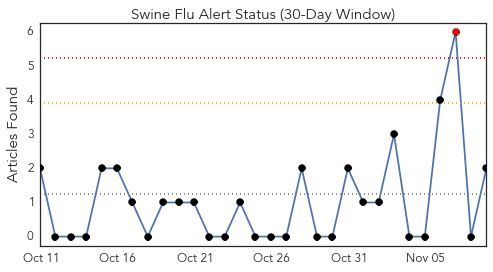 Swine Flu Alert Status (30-Day Window)
Articles Found
6
5
4
3
2
1
0
Oct 11 Oct 16 Oct 21 Oct 26 Oct 31 Nov 05